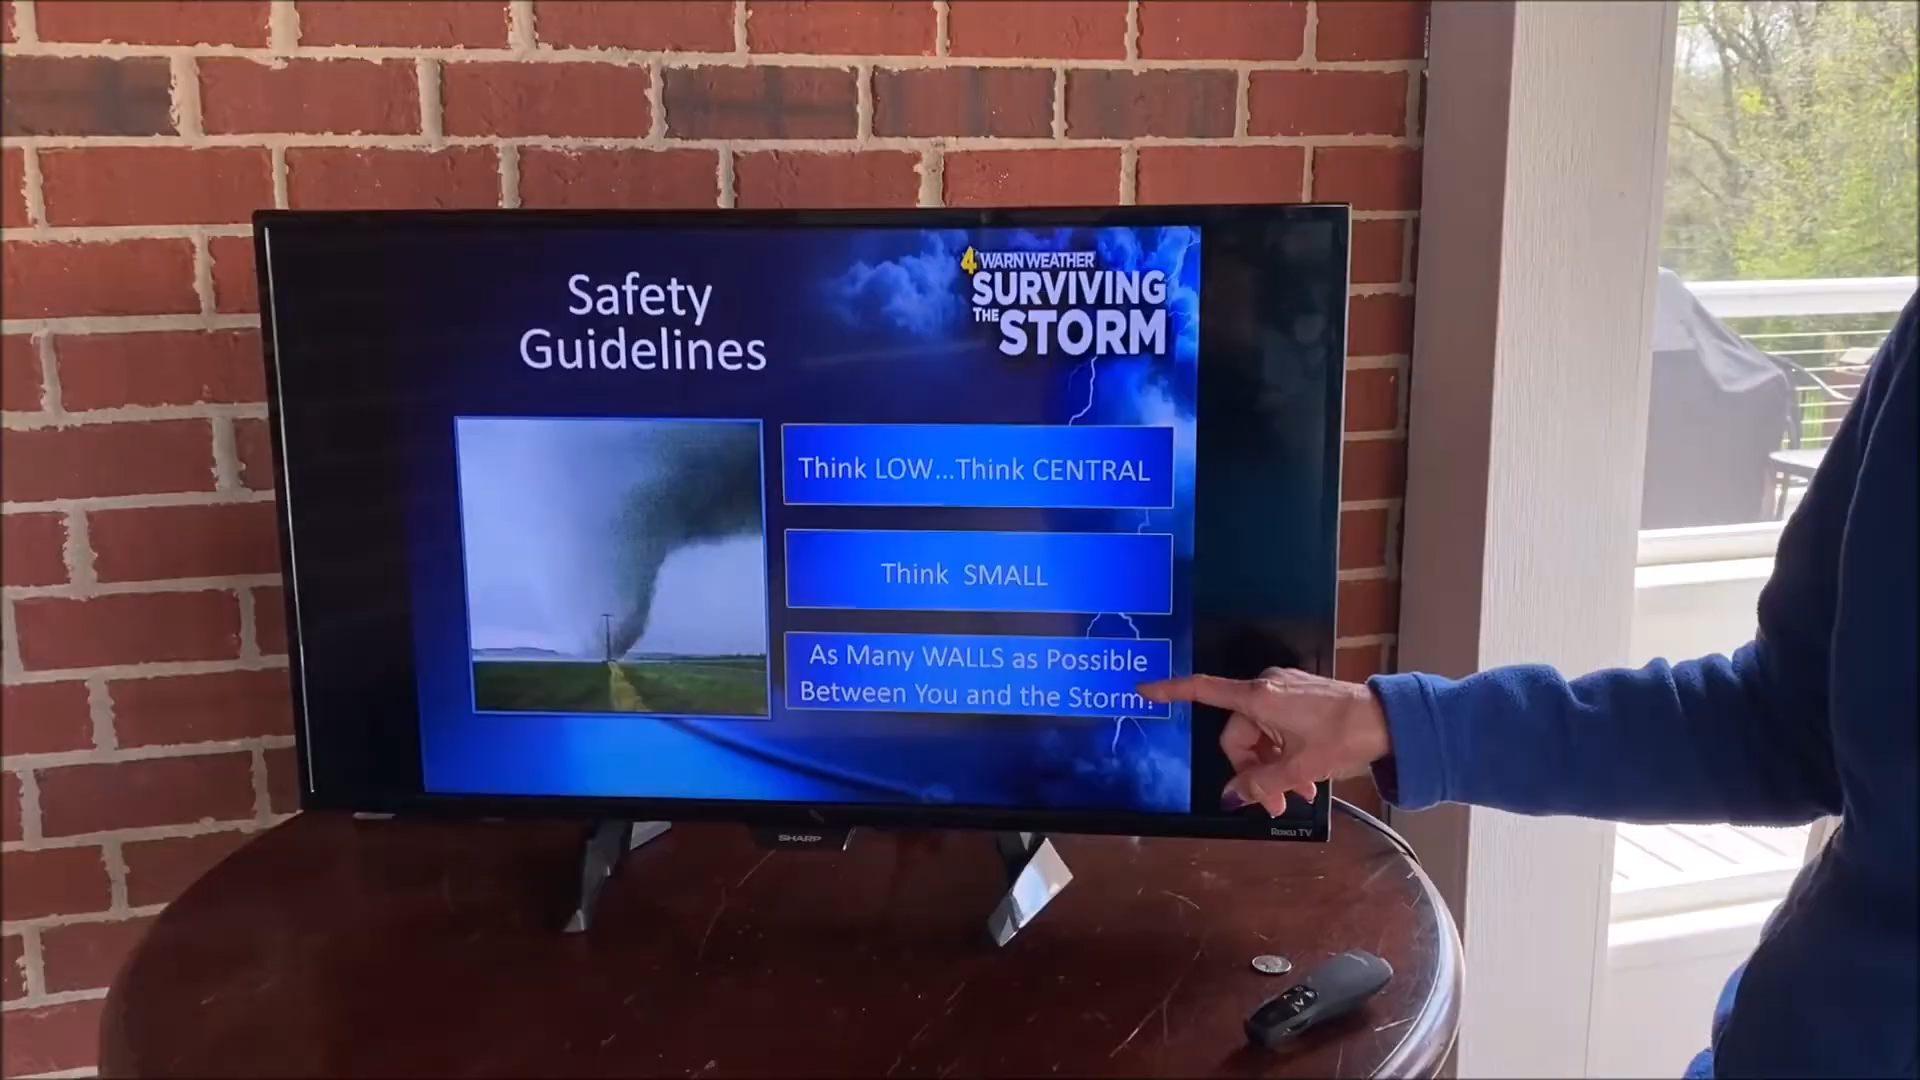 Safety
Guidelines
4 WARN WEATHER
SURVIVING
THE STORM
Think LOW...Think CENTRAL
Think SMALL
As Many WALLS as Possible
Between You and the Storm!
SHARP
Roku TV